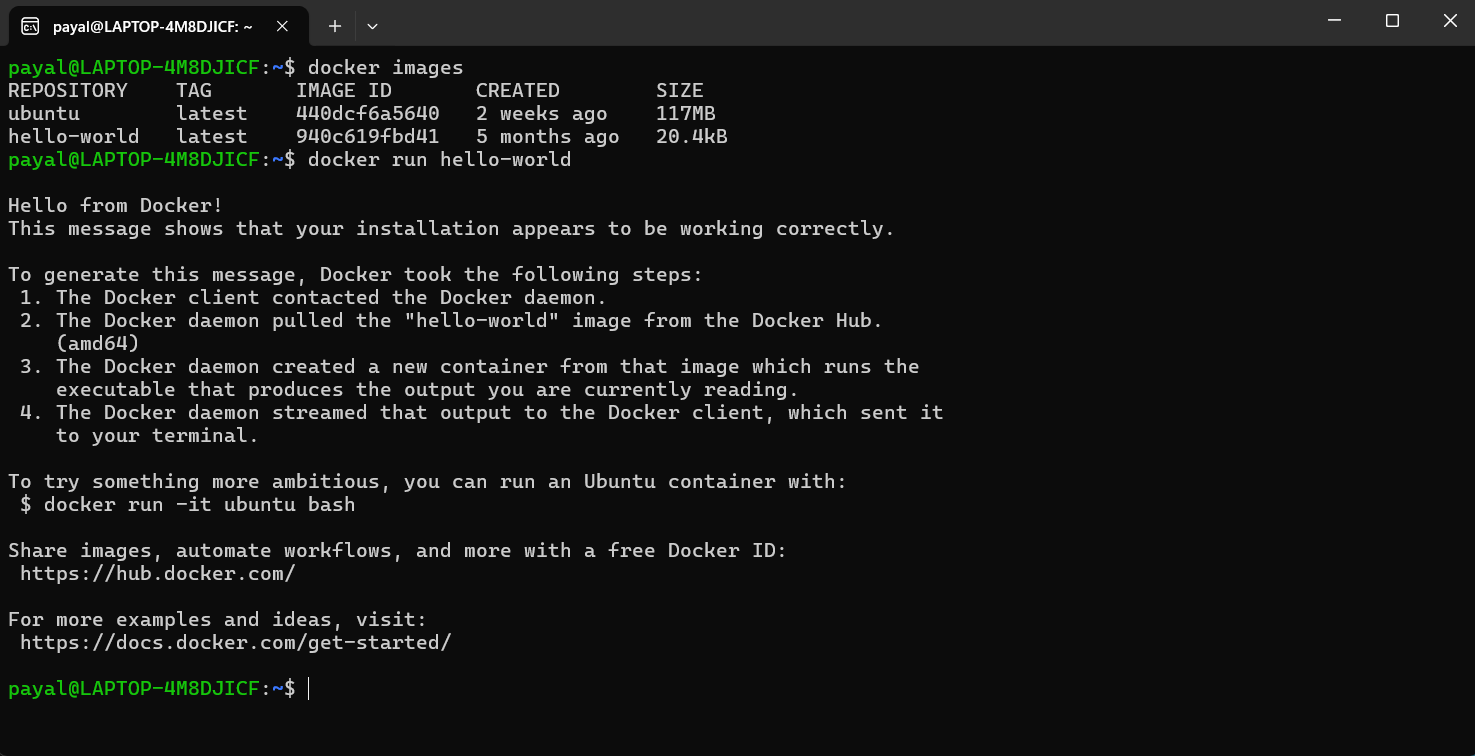 payal@LAPTOP-4M8DJICF: ~
payal@LAPTOP-4M8DJICF:~$ docker images
REPOSITORY    TAG       IMAGE ID       CREATED        SIZE
ubuntu        latest    440dcf6a5640   2 weeks ago    117MB
hello-world   latest    940c619fbd41   5 months ago   20.4kB
payal@LAPTOP-4M8DJICF:~$ docker run hello-world

Hello from Docker!
This message shows that your installation appears to be working correctly.

To generate this message, Docker took the following steps:
 1. The Docker client contacted the Docker daemon.
 2. The Docker daemon pulled the "hello-world" image from the Docker Hub.
    (amd64)
 3. The Docker daemon created a new container from that image which runs the
    executable that produces the output you are currently reading.
 4. The Docker daemon streamed that output to the Docker client, which sent it
    to your terminal.

To try something more ambitious, you can run an Ubuntu container with:
 $ docker run -it ubuntu bash

Share images, automate workflows, and more with a free Docker ID:
 https://hub.docker.com/

For more examples and ideas, visit:
 https://docs.docker.com/get-started/

payal@LAPTOP-4M8DJICF:~$